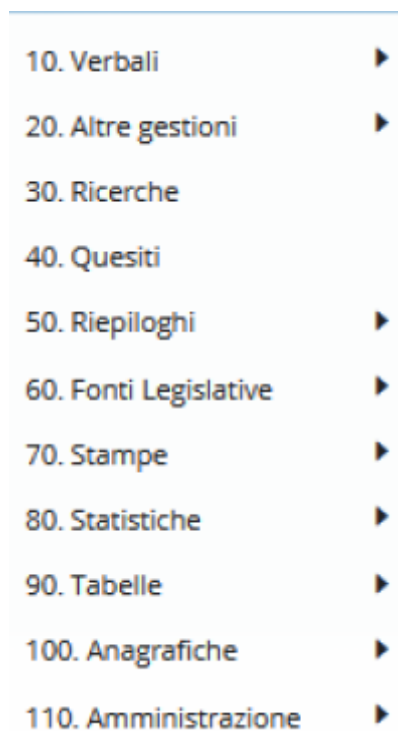 10. Verbali
20. Altre gestioni
30. Ricerche
40. Quesiti
50. Riepiloghi
60. Fonti Legislative
70. Stampe
80. Statistiche
90. Tabelle
100. Anagrafiche
110. Amministrazione